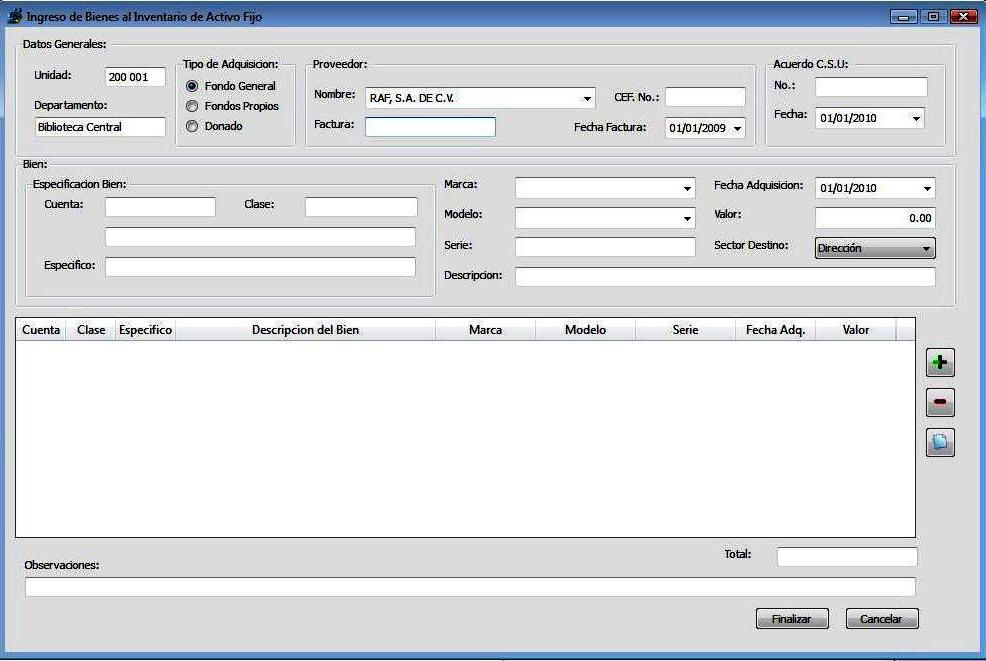 Ingreso de Bienes al Inventario de Activo Fijo
Datos Generales:
Unidad: 200 001
Departamento:
Biblioteca Central
Tipo de Adquisicion:
Fondo General
Fondos Propios
Donado
Proveedor:
Nombre: RAF, S.A. DE C.V. CEF. No.:
Factura: Fecha Factura: 01/01/2009
Acuerdo C.S.U:
No.:
Fecha: 01/01/2010
Bien:
Especificacion Bien:
Cuenta: Clase:
Especifico:
Marca: Fecha Adquisicion: 01/01/2010
Modelo: Valor: 0.00
Serie: Sector Destino: Dirección
Descripcion:
Cuenta Clase Especifico Descripcion del Bien Marca Modelo Serie Fecha Adq. Valor
Total:
Observaciones:
Finalizar Cancelar